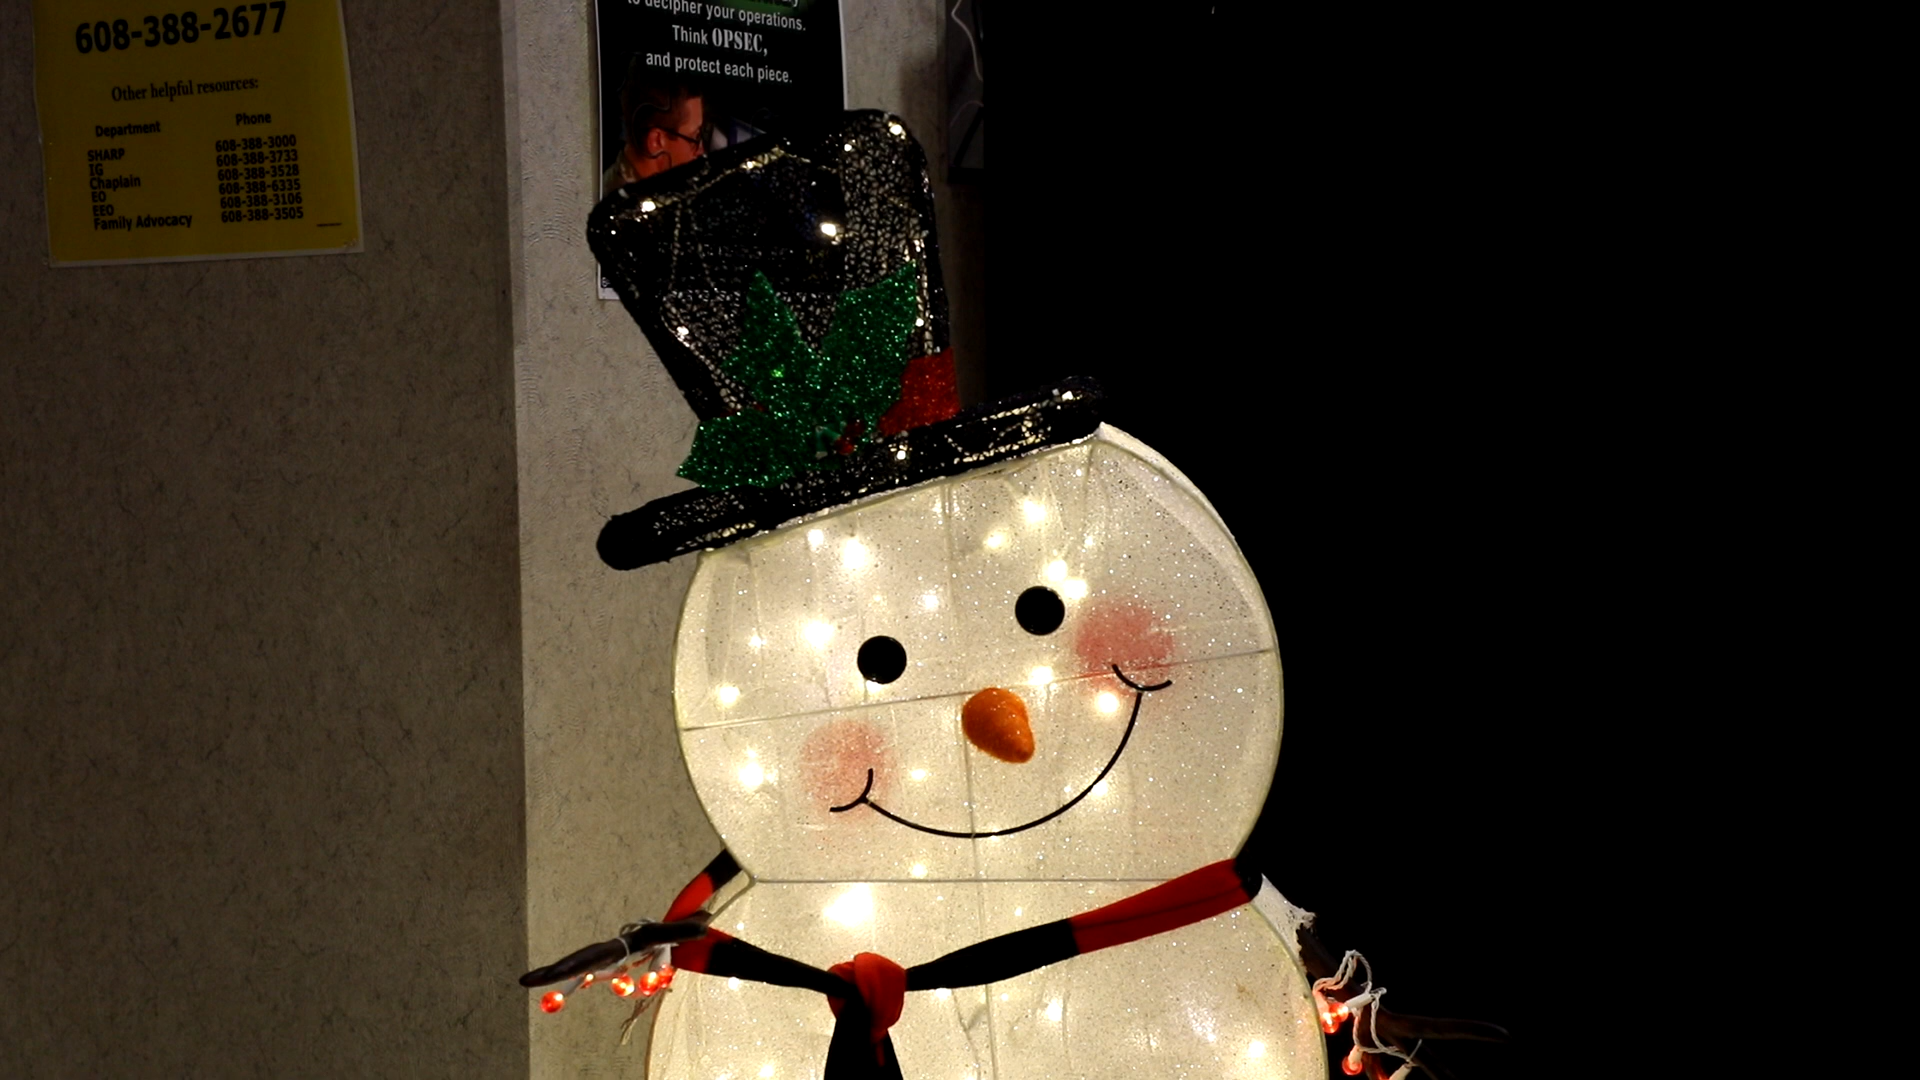 608-388-2677
Other helpful resources:
Department Phone
SHARP 608-388-3000
IG 608-388-3733
Chaplain 608-388-3528
EO 608-388-6335
EEO 608-388-3106
Family Advocacy 608-388-3505
to decipher your operations.
Think OPSEC,
and protect each piece.